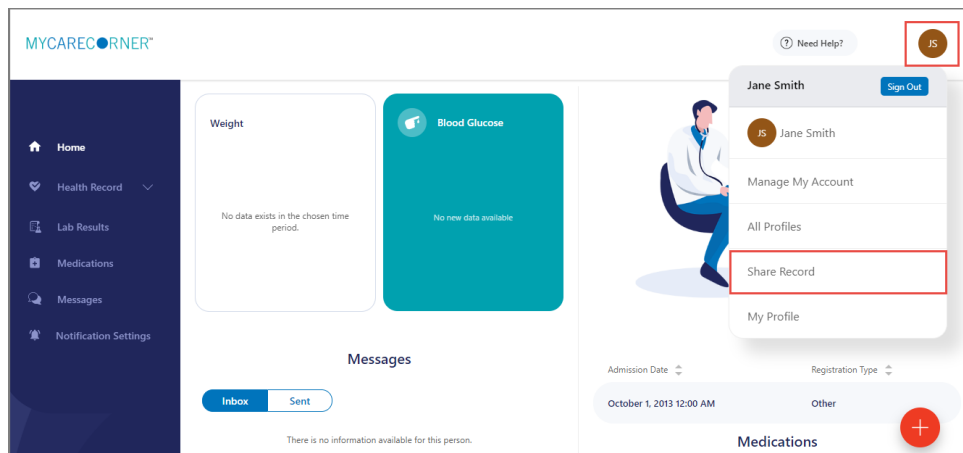 MYCARECORNER™
Need Help?
JS
Jane Smith
Sign Out
JS Jane Smith
Manage My Account
All Profiles
Share Record
My Profile
Home
Health Record
Lab Results
Medications
Messages
Notification Settings
Weight
No data exists in the chosen time
period.
Blood Glucose
No new data available
Messages
Inbox Sent
There is no information available for this person.
Admission Date Registration Type
October 1, 2013 12:00 AM Other
Medications